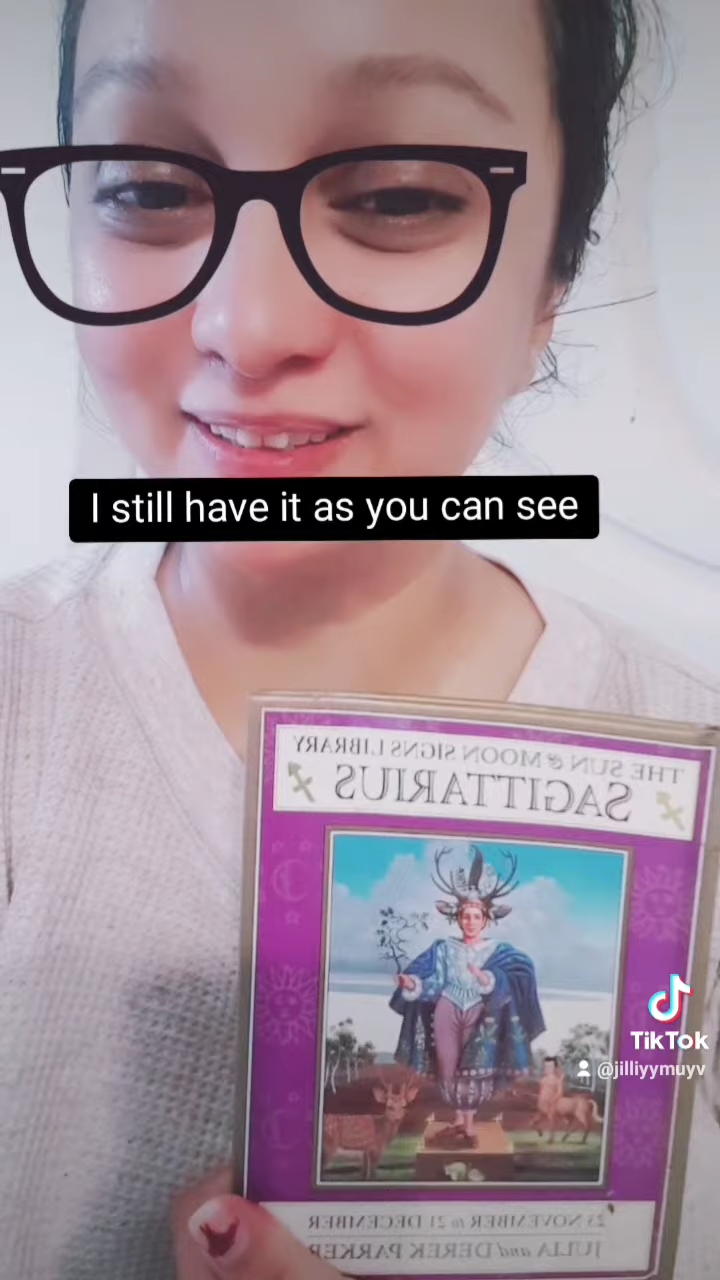 I still have it as you can see
THE SUN & MOON SIGNS LIBRARY
SAGITTARIUS
TikTok
@jilliyymuyv
23 NOVEMBER to 21 DECEMBER
JULIA and DEREK PARKER